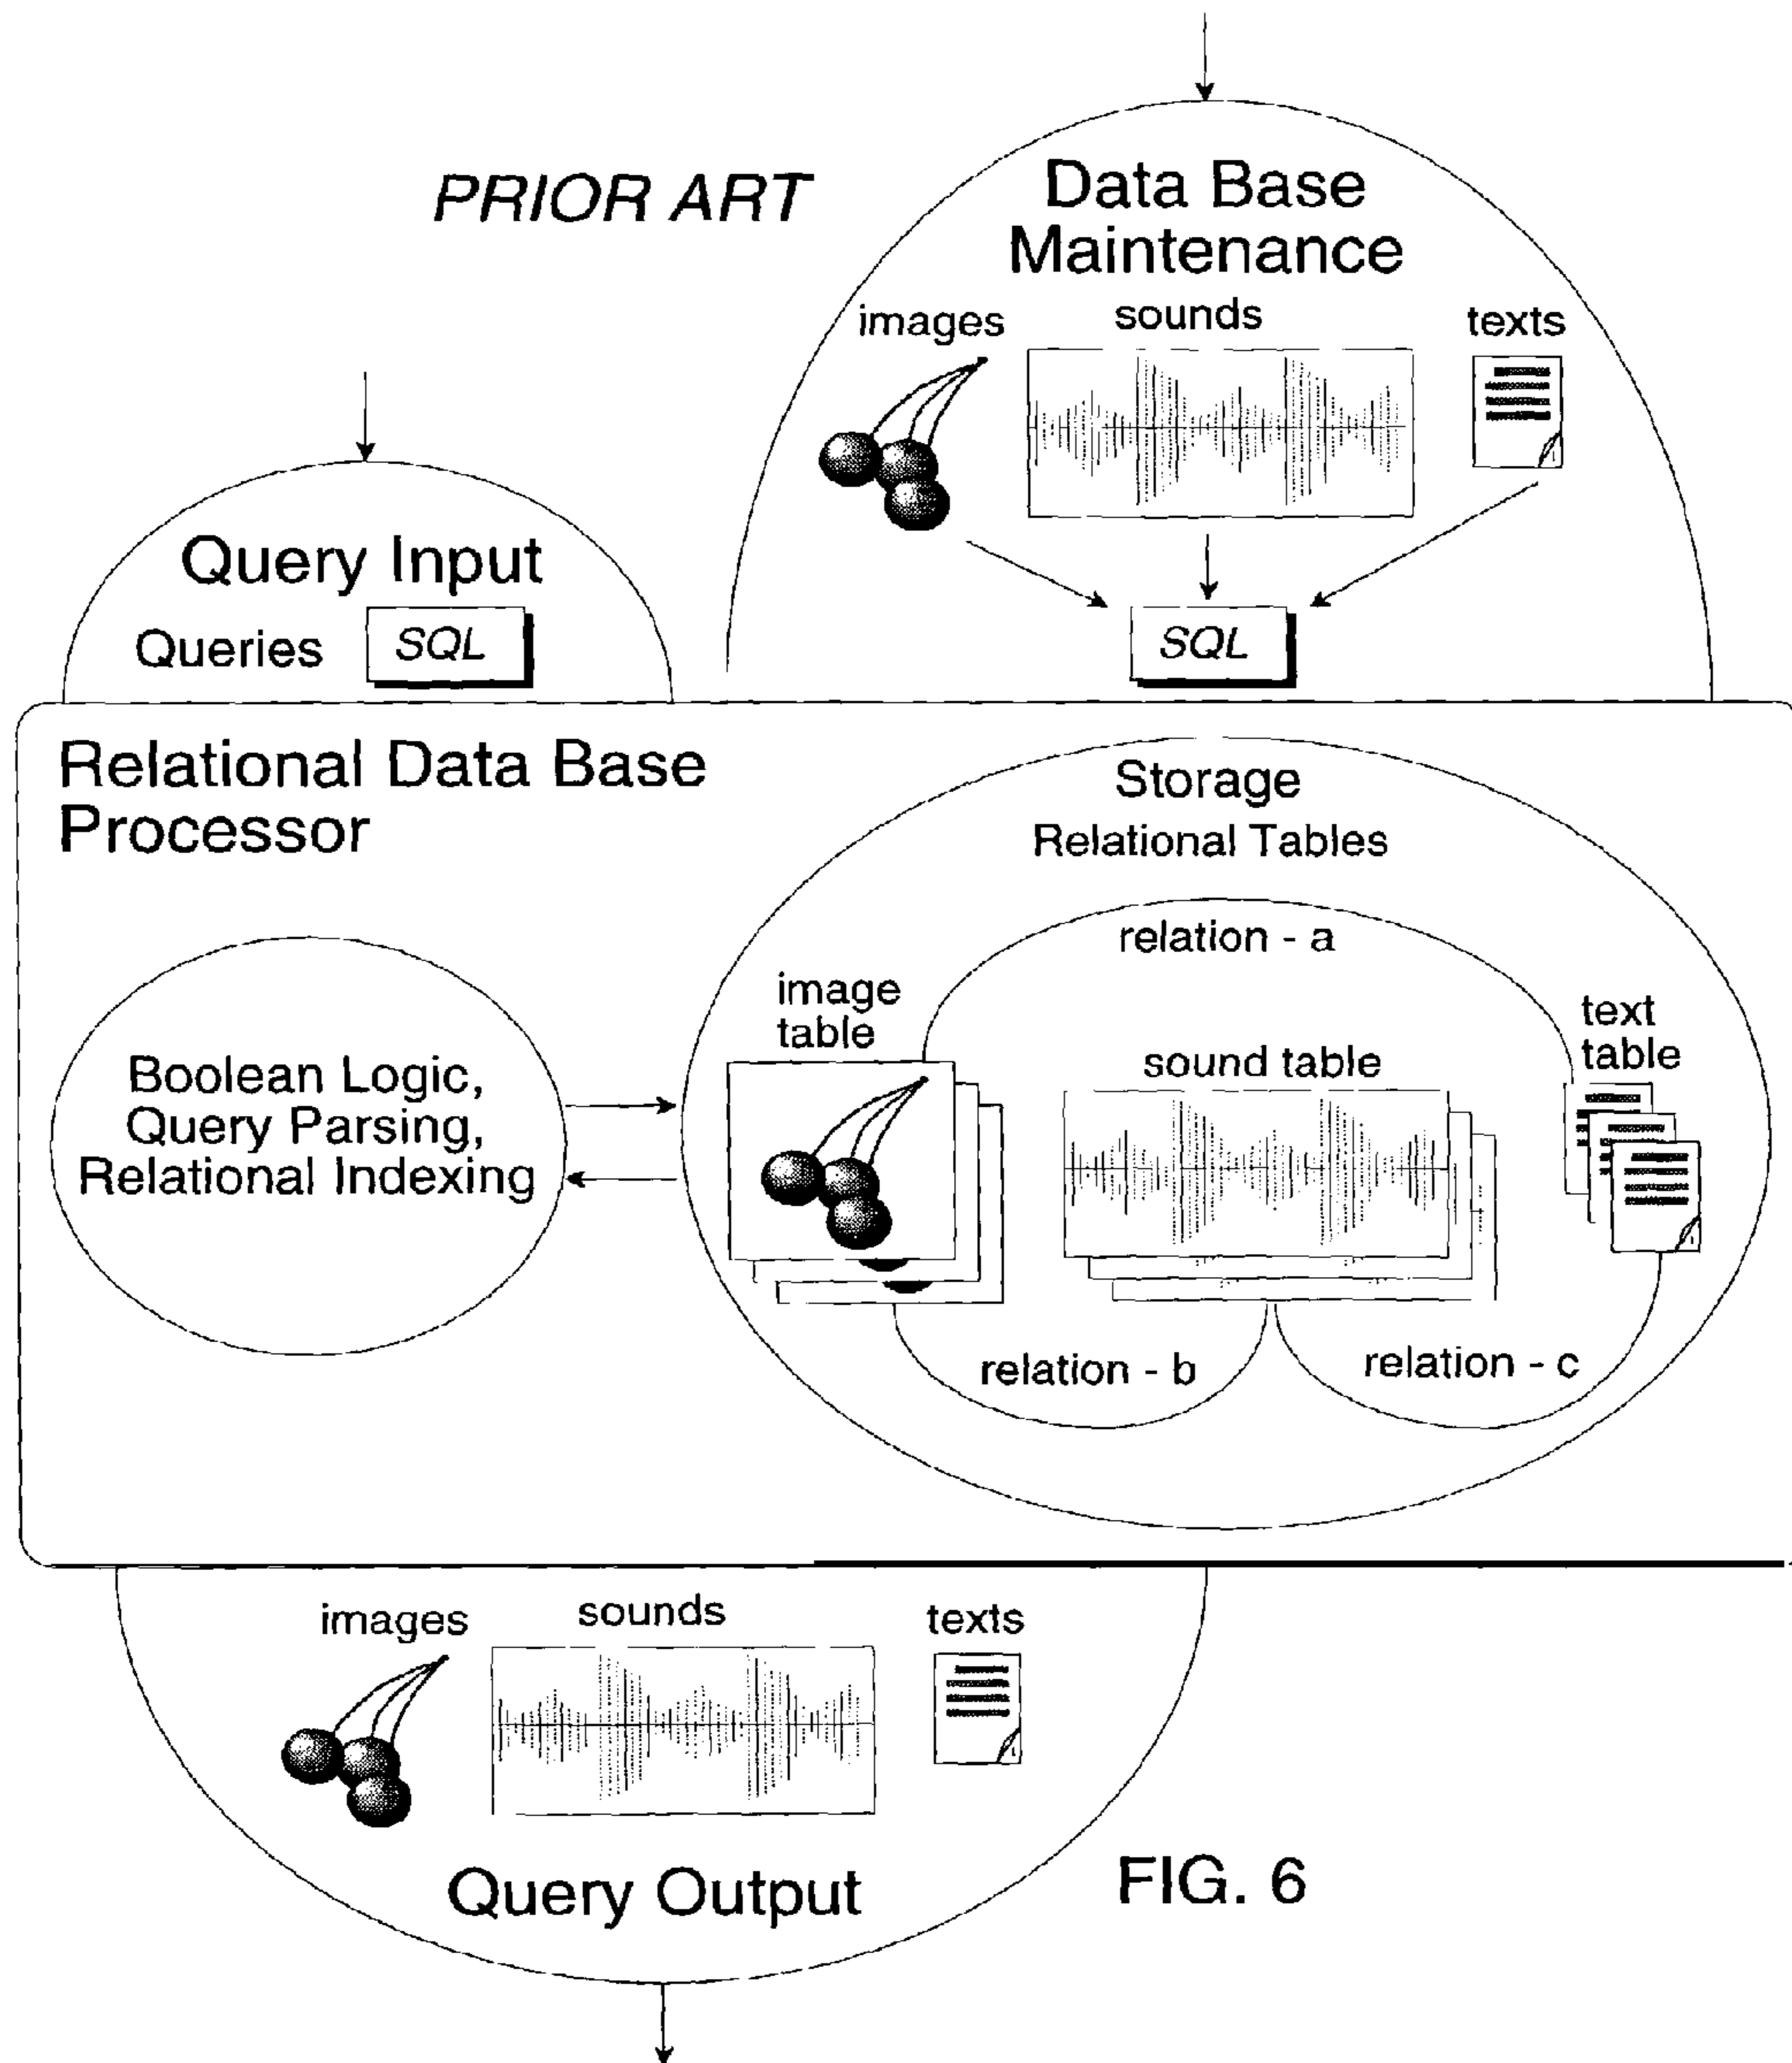 PRIOR ART
Data Base
Maintenance
images
sounds
texts
SQL
Query Input
Queries
SQL
Relational Data Base
Processor
Boolean Logic,
Query Parsing,
Relational Indexing
Storage
Relational Tables
relation - a
image
table
sound table
text
table
relation - b
relation - c
images
sounds
texts
Query Output
FIG. 6